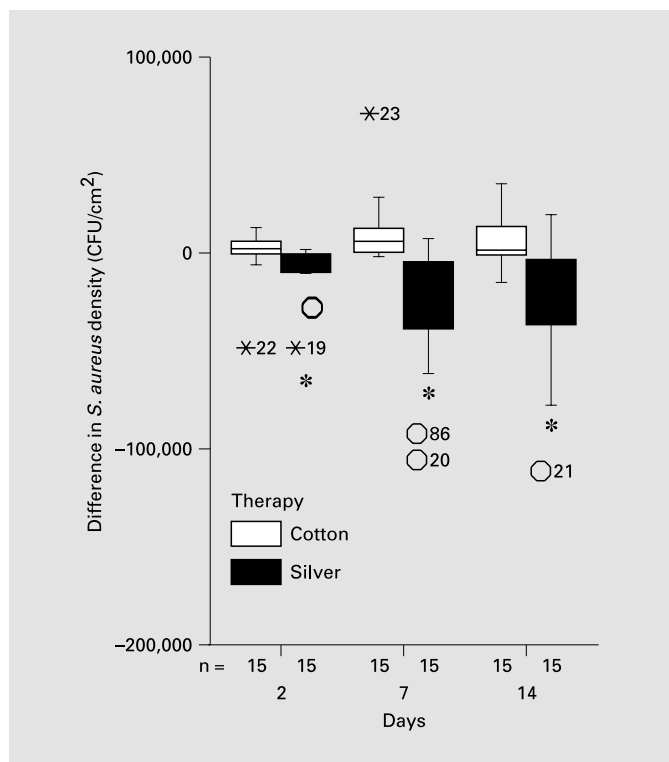 Difference in S. aureus density (CFU/cm²)
100,000
0
–100,000
–200,000
23
22
19
*
*
*
86
20
21
Therapy
Cotton
Silver
n = 15 15 15 15 15 15
2 7 14
Days